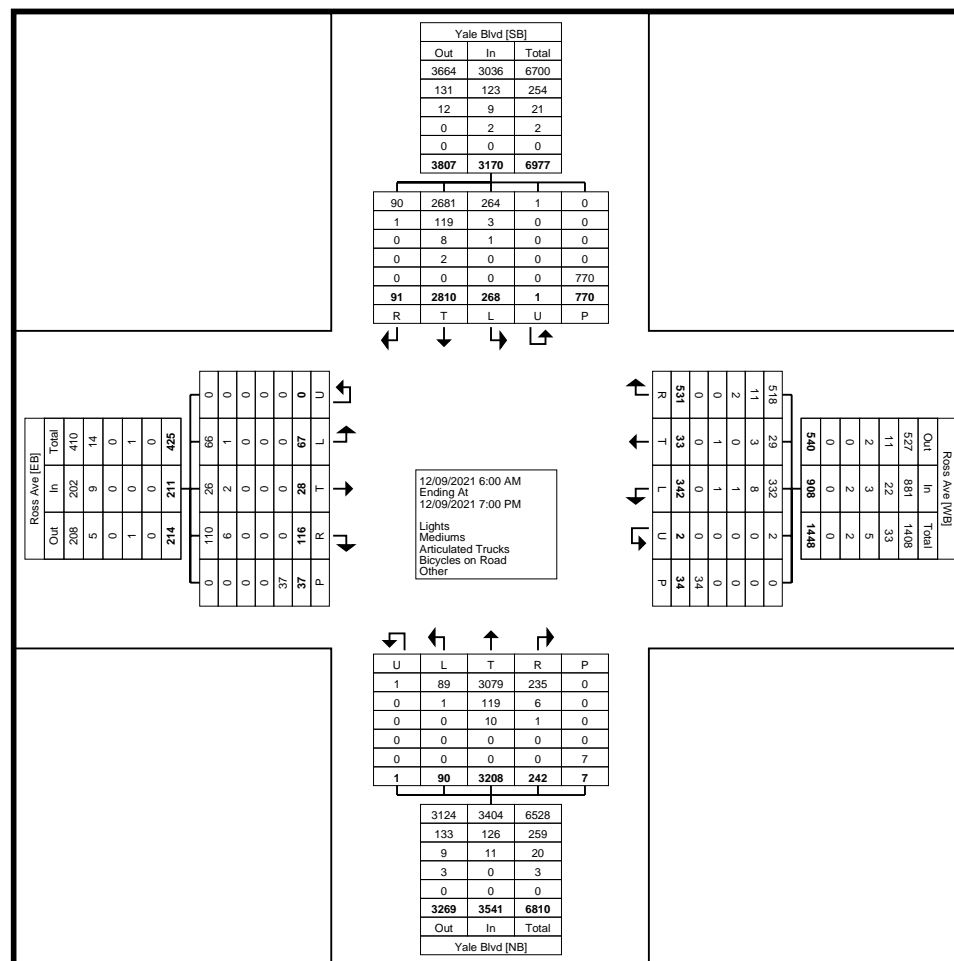 Yale Blvd [SB]
Out In Total
3664 3036 6700
131 123 254
12 9 21
0 2 2
0 0 0
3807 3170 6977
90 2681 264 1 0
1 119 3 0 0
0 8 1 0 0
0 2 0 0 0
0 0 0 0 770
91 2810 268 1 770
R T L U P
Ross Ave [EB]
Total In Out
410 202 208
14 9 5
0 0 0
1 0 1
0 0 0
425 211 214
0 66 26 110 0
0 1 2 6 0
0 0 0 0 0
0 0 0 0 0
0 0 0 0 37
0 67 28 116 37
U L T R P
12/09/2021 6:00 AM
Ending At
12/09/2021 7:00 PM
Lights
Mediums
Articulated Trucks
Bicycles on Road
Other
R T L U P
531 33 342 2 34
0 0 0 0 34
0 1 1 0 0
2 0 1 0 0
11 3 8 0 0
518 29 332 2 0
Ross Ave [WB]
Out In Total
527 881 1408
11 22 33
2 3 5
0 2 2
0 0 0
540 908 1448
U L T R P
1 89 3079 235 0
0 1 119 6 0
0 0 10 1 0
0 0 0 0 0
0 0 0 0 7
1 90 3208 242 7
3124 3404 6528
133 126 259
9 11 20
3 0 3
0 0 0
3269 3541 6810
Out In Total
Yale Blvd [NB]